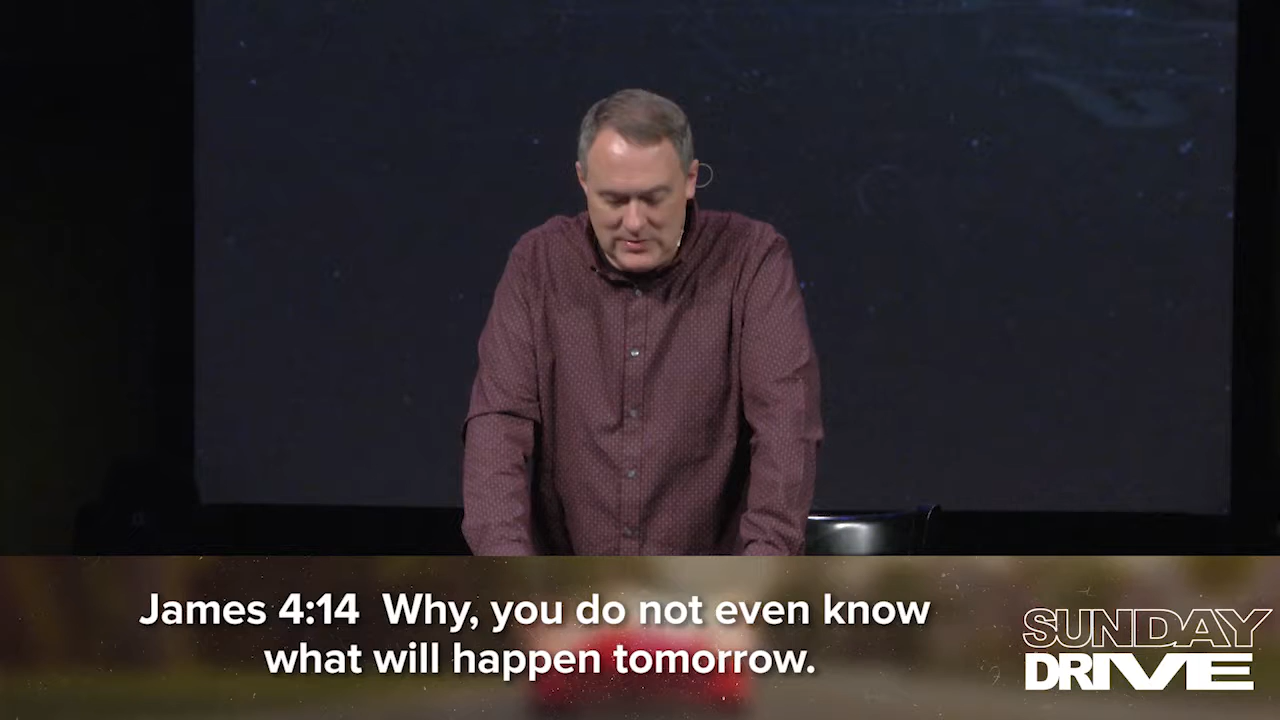 James 4:14 Why, you do not even know
what will happen tomorrow.
SUNDAY
DRIVE